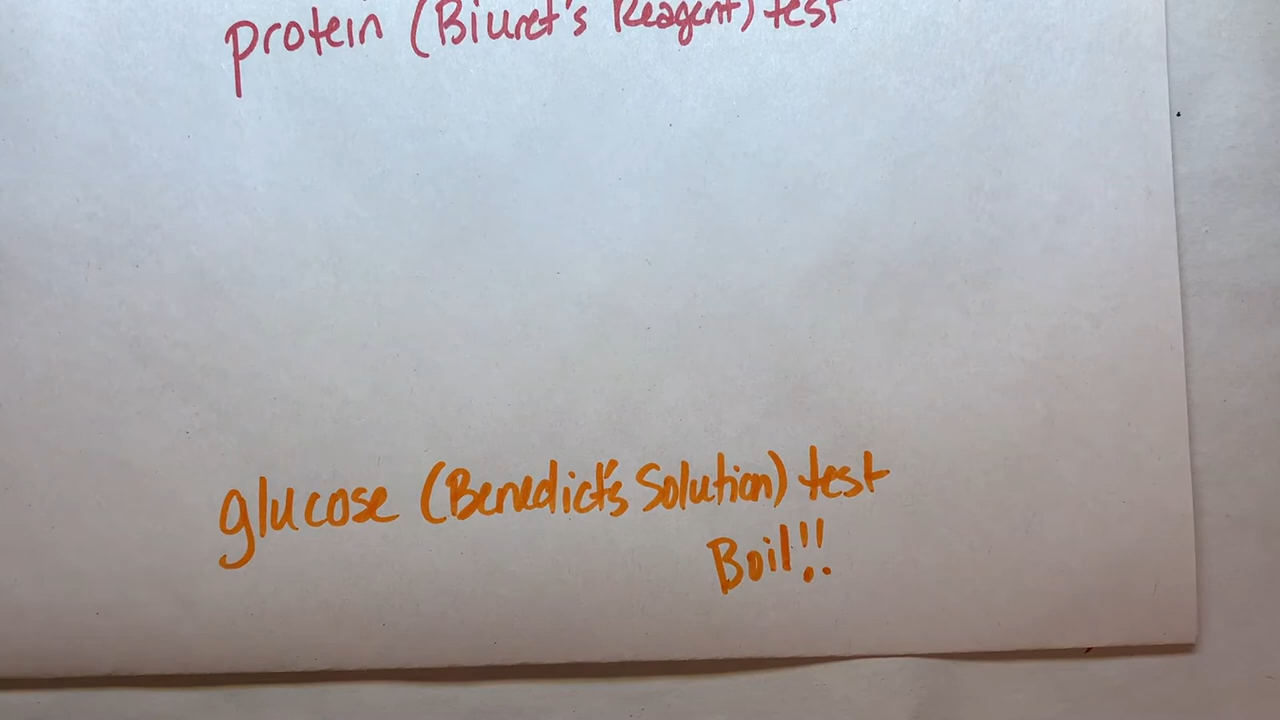 protein (Biuret's Reagent) test
glucose (Benedict's Solution) test
Boil!!